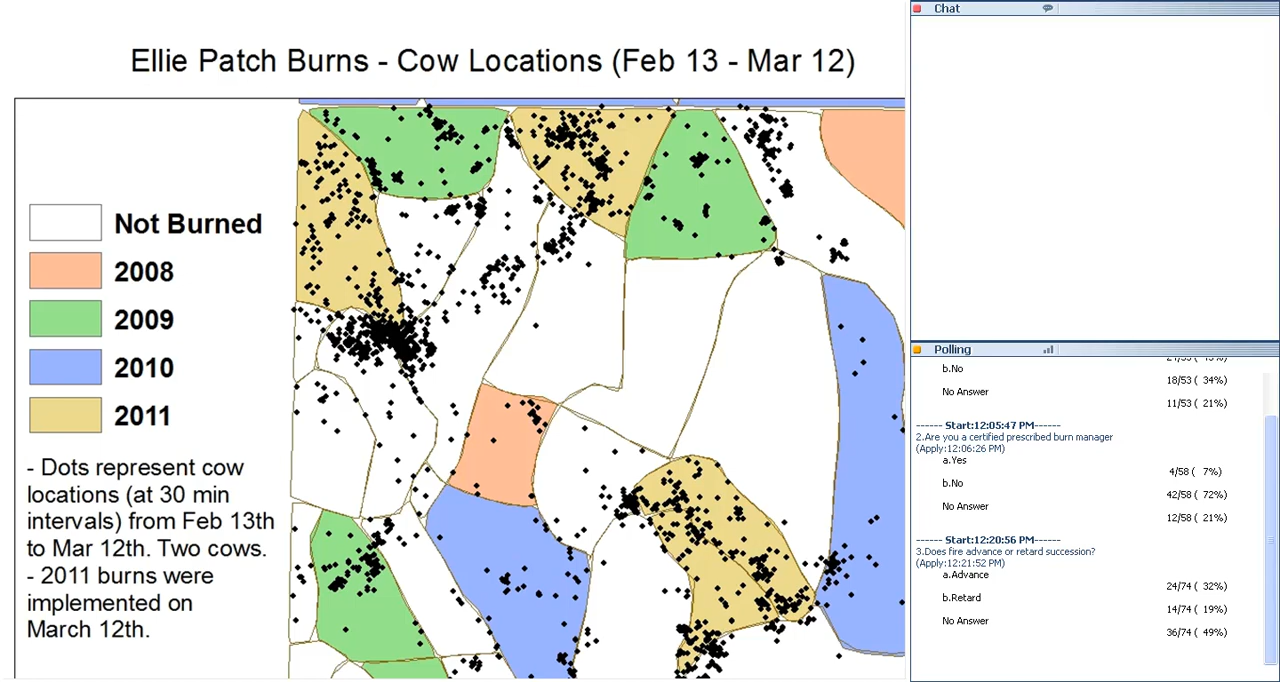 Ellie Patch Burns - Cow Locations (Feb 13 - Mar 12)
Not Burned
2008
2009
2010
2011
- Dots represent cow
locations (at 30 min
intervals) from Feb 13th
to Mar 12th. Two cows.
- 2011 burns were
implemented on
March 12th.
Chat
Polling
b.No
18/53 ( 34%)
No Answer
11/53 ( 21%)
------ Start:12:05:47 PM------
2.Are you a certified prescribed burn manager
(Apply:12:06:26 PM)
a.Yes
4/58 ( 7%)
b.No
42/58 ( 72%)
No Answer
12/58 ( 21%)
------ Start:12:20:56 PM------
3.Does fire advance or retard succession?
(Apply:12:21:52 PM)
a.Advance
24/74 ( 32%)
b.Retard
14/74 ( 19%)
No Answer
36/74 ( 49%)